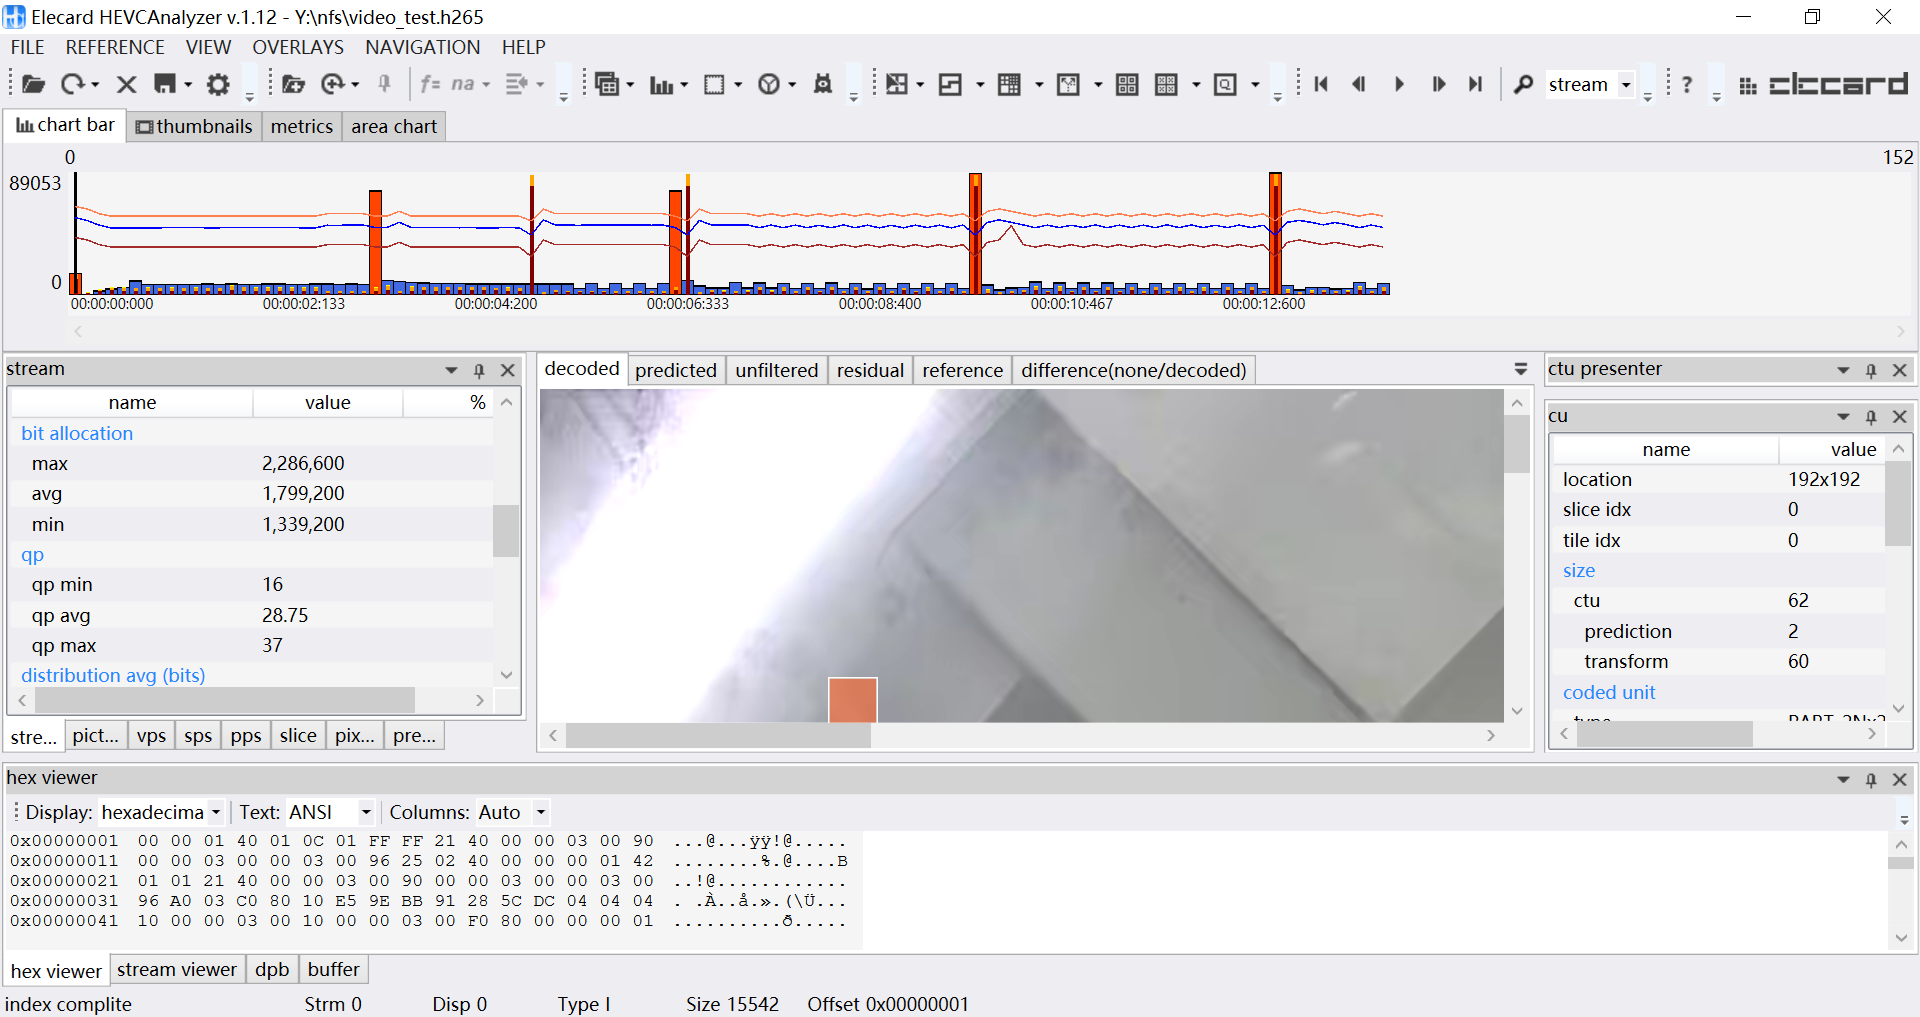 Elecard HEVCAnalyzer v.1.12 - Y:\nfs\video_test.h265
FILE REFERENCE VIEW OVERLAYS NAVIGATION HELP
f= na stream ? elecard
chart bar thumbnails metrics area chart
0 152
89053
0
00:00:00:000 00:00:02:133 00:00:04:200 00:00:06:333 00:00:08:400 00:00:10:467 00:00:12:600
stream
name value %
bit allocation
max 2,286,600
avg 1,799,200
min 1,339,200
qp
qp min 16
qp avg 28.75
qp max 37
distribution avg (bits)
stre... pict... vps sps pps slice pix... pre...
decoded predicted unfiltered residual reference difference(none/decoded)
ctu presenter
cu
name value
location 192x192
slice idx 0
tile idx 0
size
ctu 62
prediction 2
transform 60
coded unit
hex viewer
Display: hexadecima Text: ANSI Columns: Auto
0x00000001 00 00 01 40 01 0C 01 FF FF 21 40 00 00 03 00 90 ...@...ÿÿ!@.....
0x00000011 00 00 03 00 00 03 00 96 25 02 40 00 00 00 01 42 ........%.@....B
0x00000021 01 01 21 40 00 00 03 00 90 00 00 03 00 00 03 00 ..!@............
0x00000031 96 A0 03 C0 80 10 E5 9E BB 91 28 5C DC 04 04 04 . .À..å.».(\Ü...
0x00000041 10 00 00 03 00 10 00 00 03 00 F0 80 00 00 00 01 ..........ð.....
hex viewer stream viewer dpb buffer
index complite Strm 0 Disp 0 Type I Size 15542 Offset 0x00000001